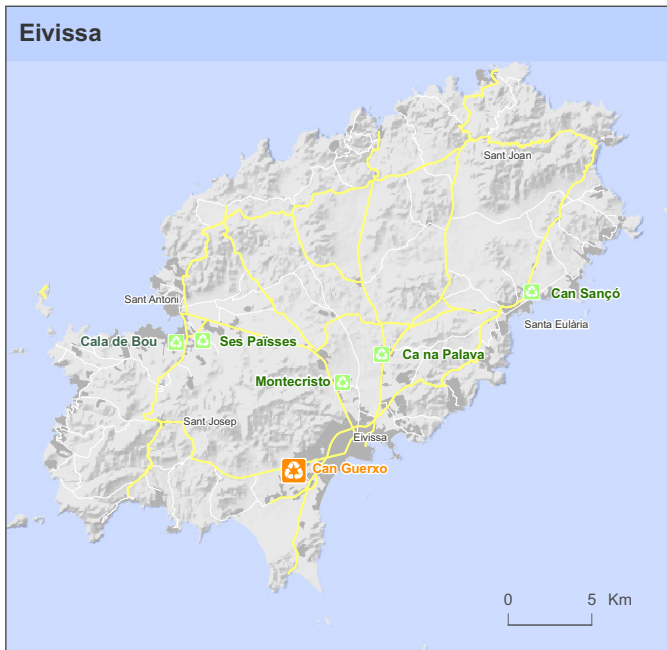 Eivissa
Sant Joan
Can Sançó
Sant Antoni
Santa Eulària
Cala de Bou
Ses Païsses
Ca na Palava
Montecristo
Sant Josep
Eivissa
Can Guerxo
0 5 Km